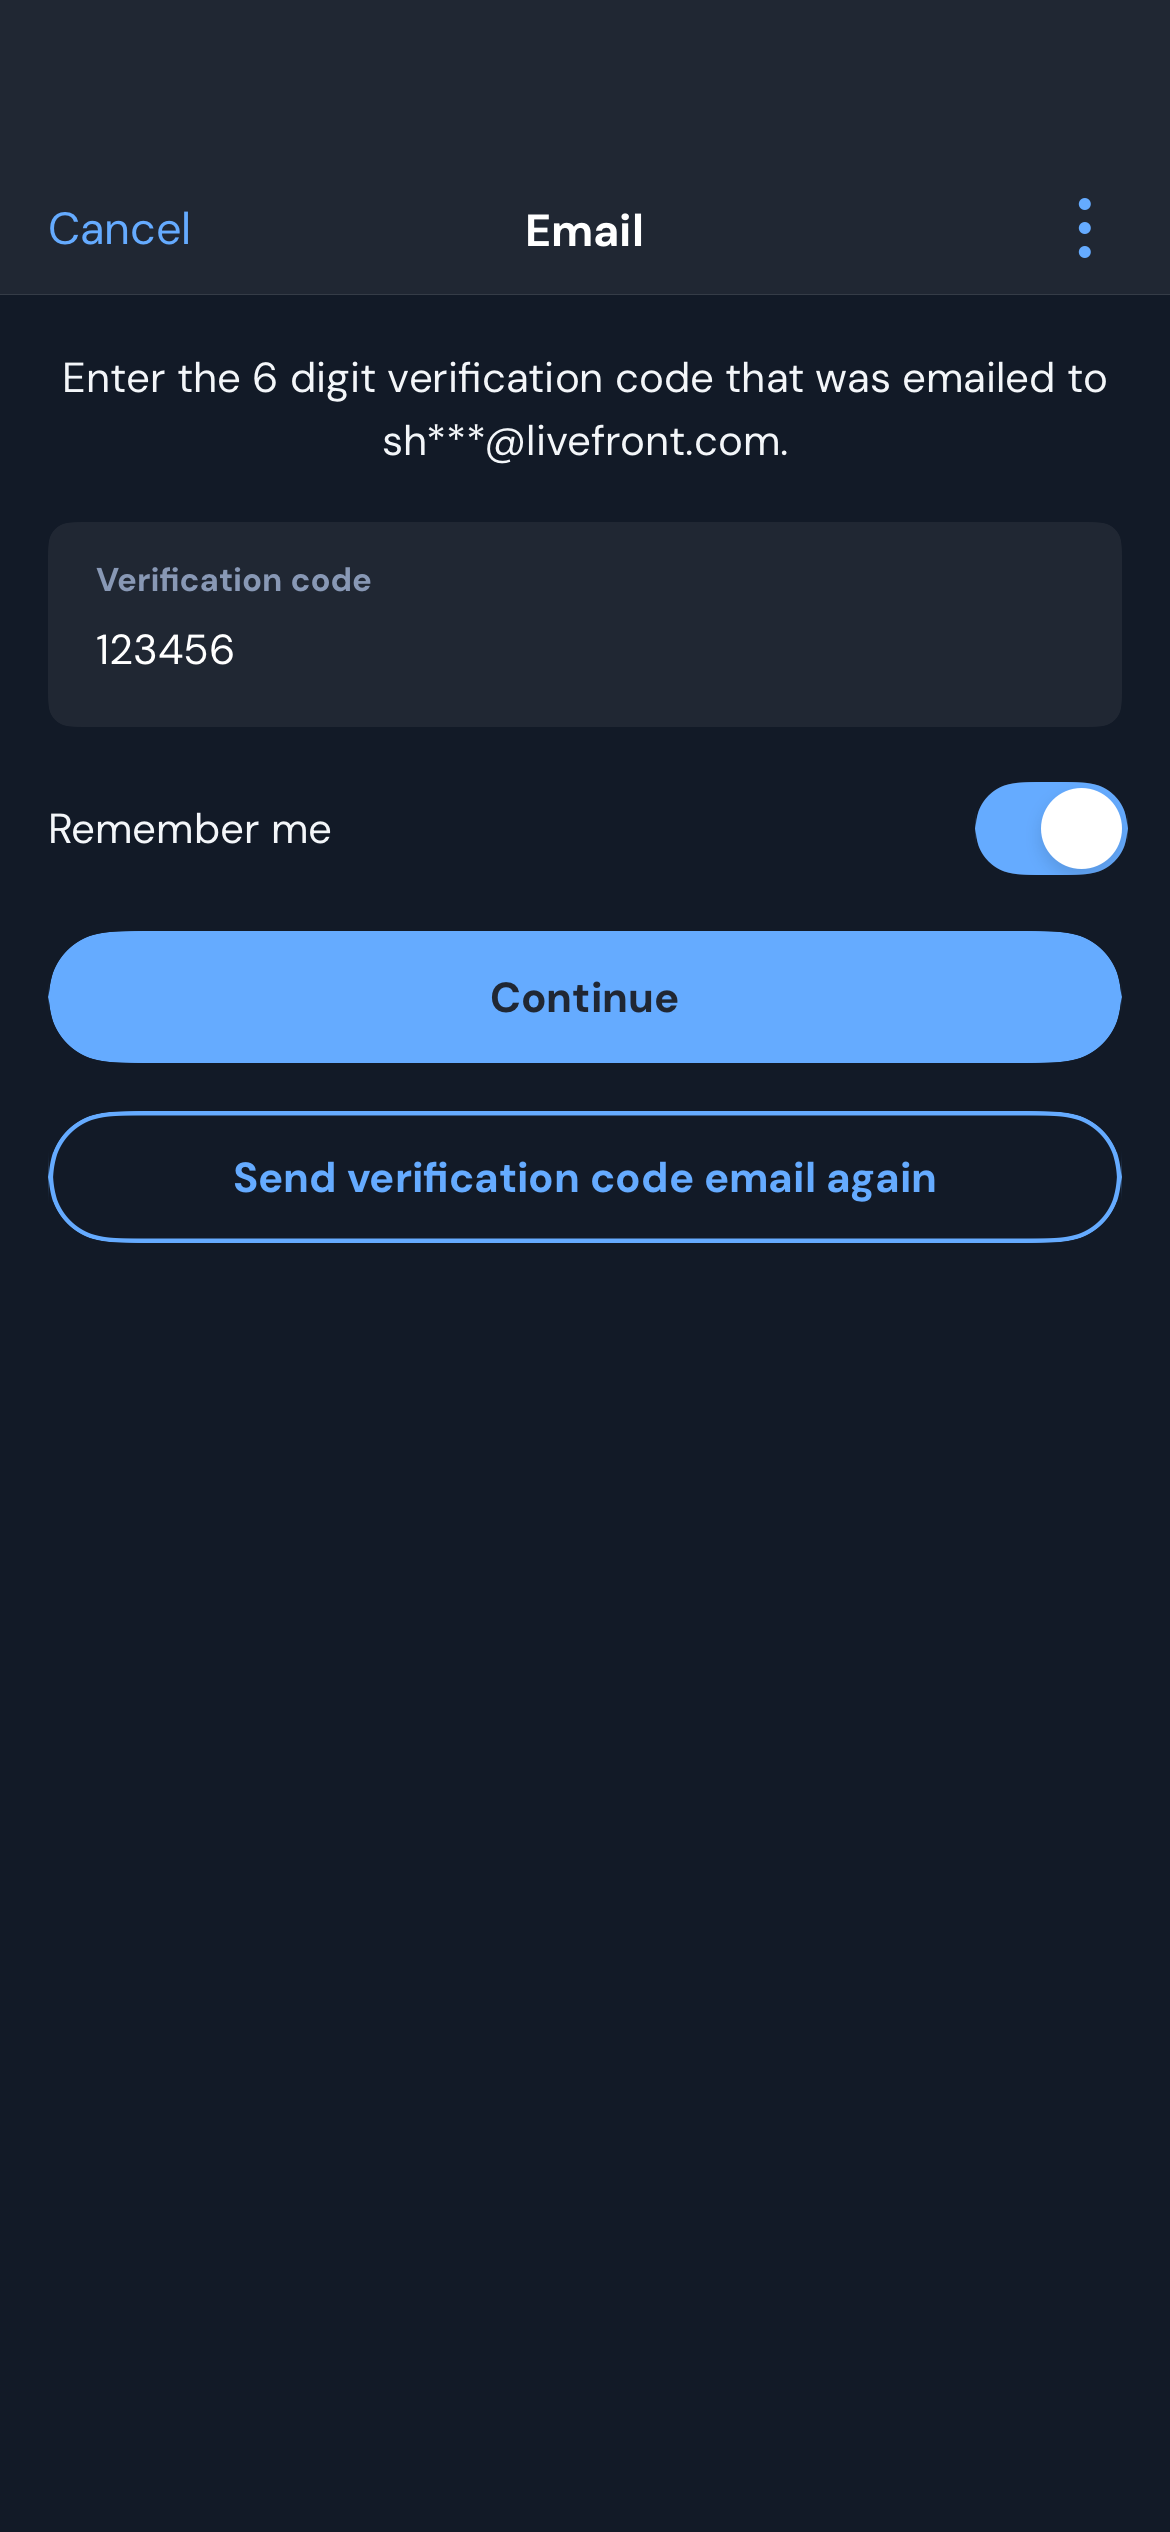 Cancel
Email
Enter the 6 digit verification code that was emailed to
sh***@livefront.com.
Verification code
123456
Remember me
Continue
Send verification code email again